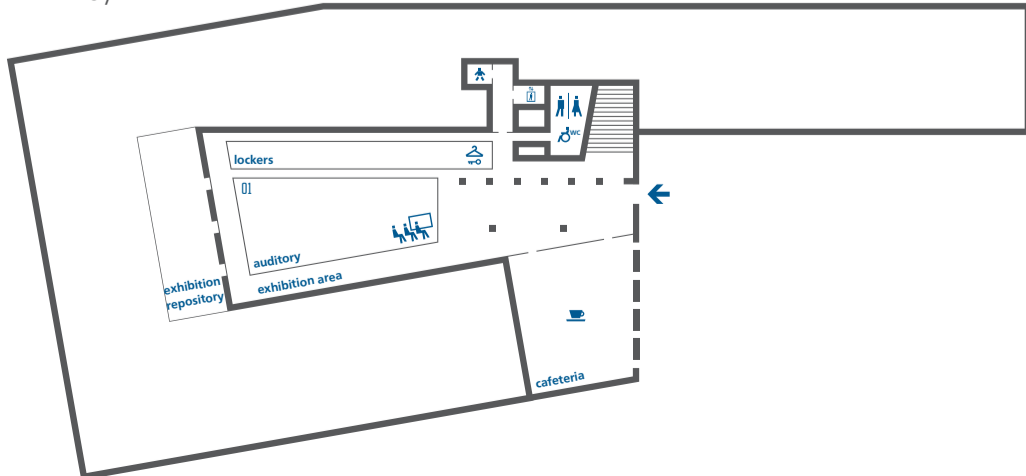 WC
lockers
01
auditory
exhibition area
exhibition
repository
cafeteria